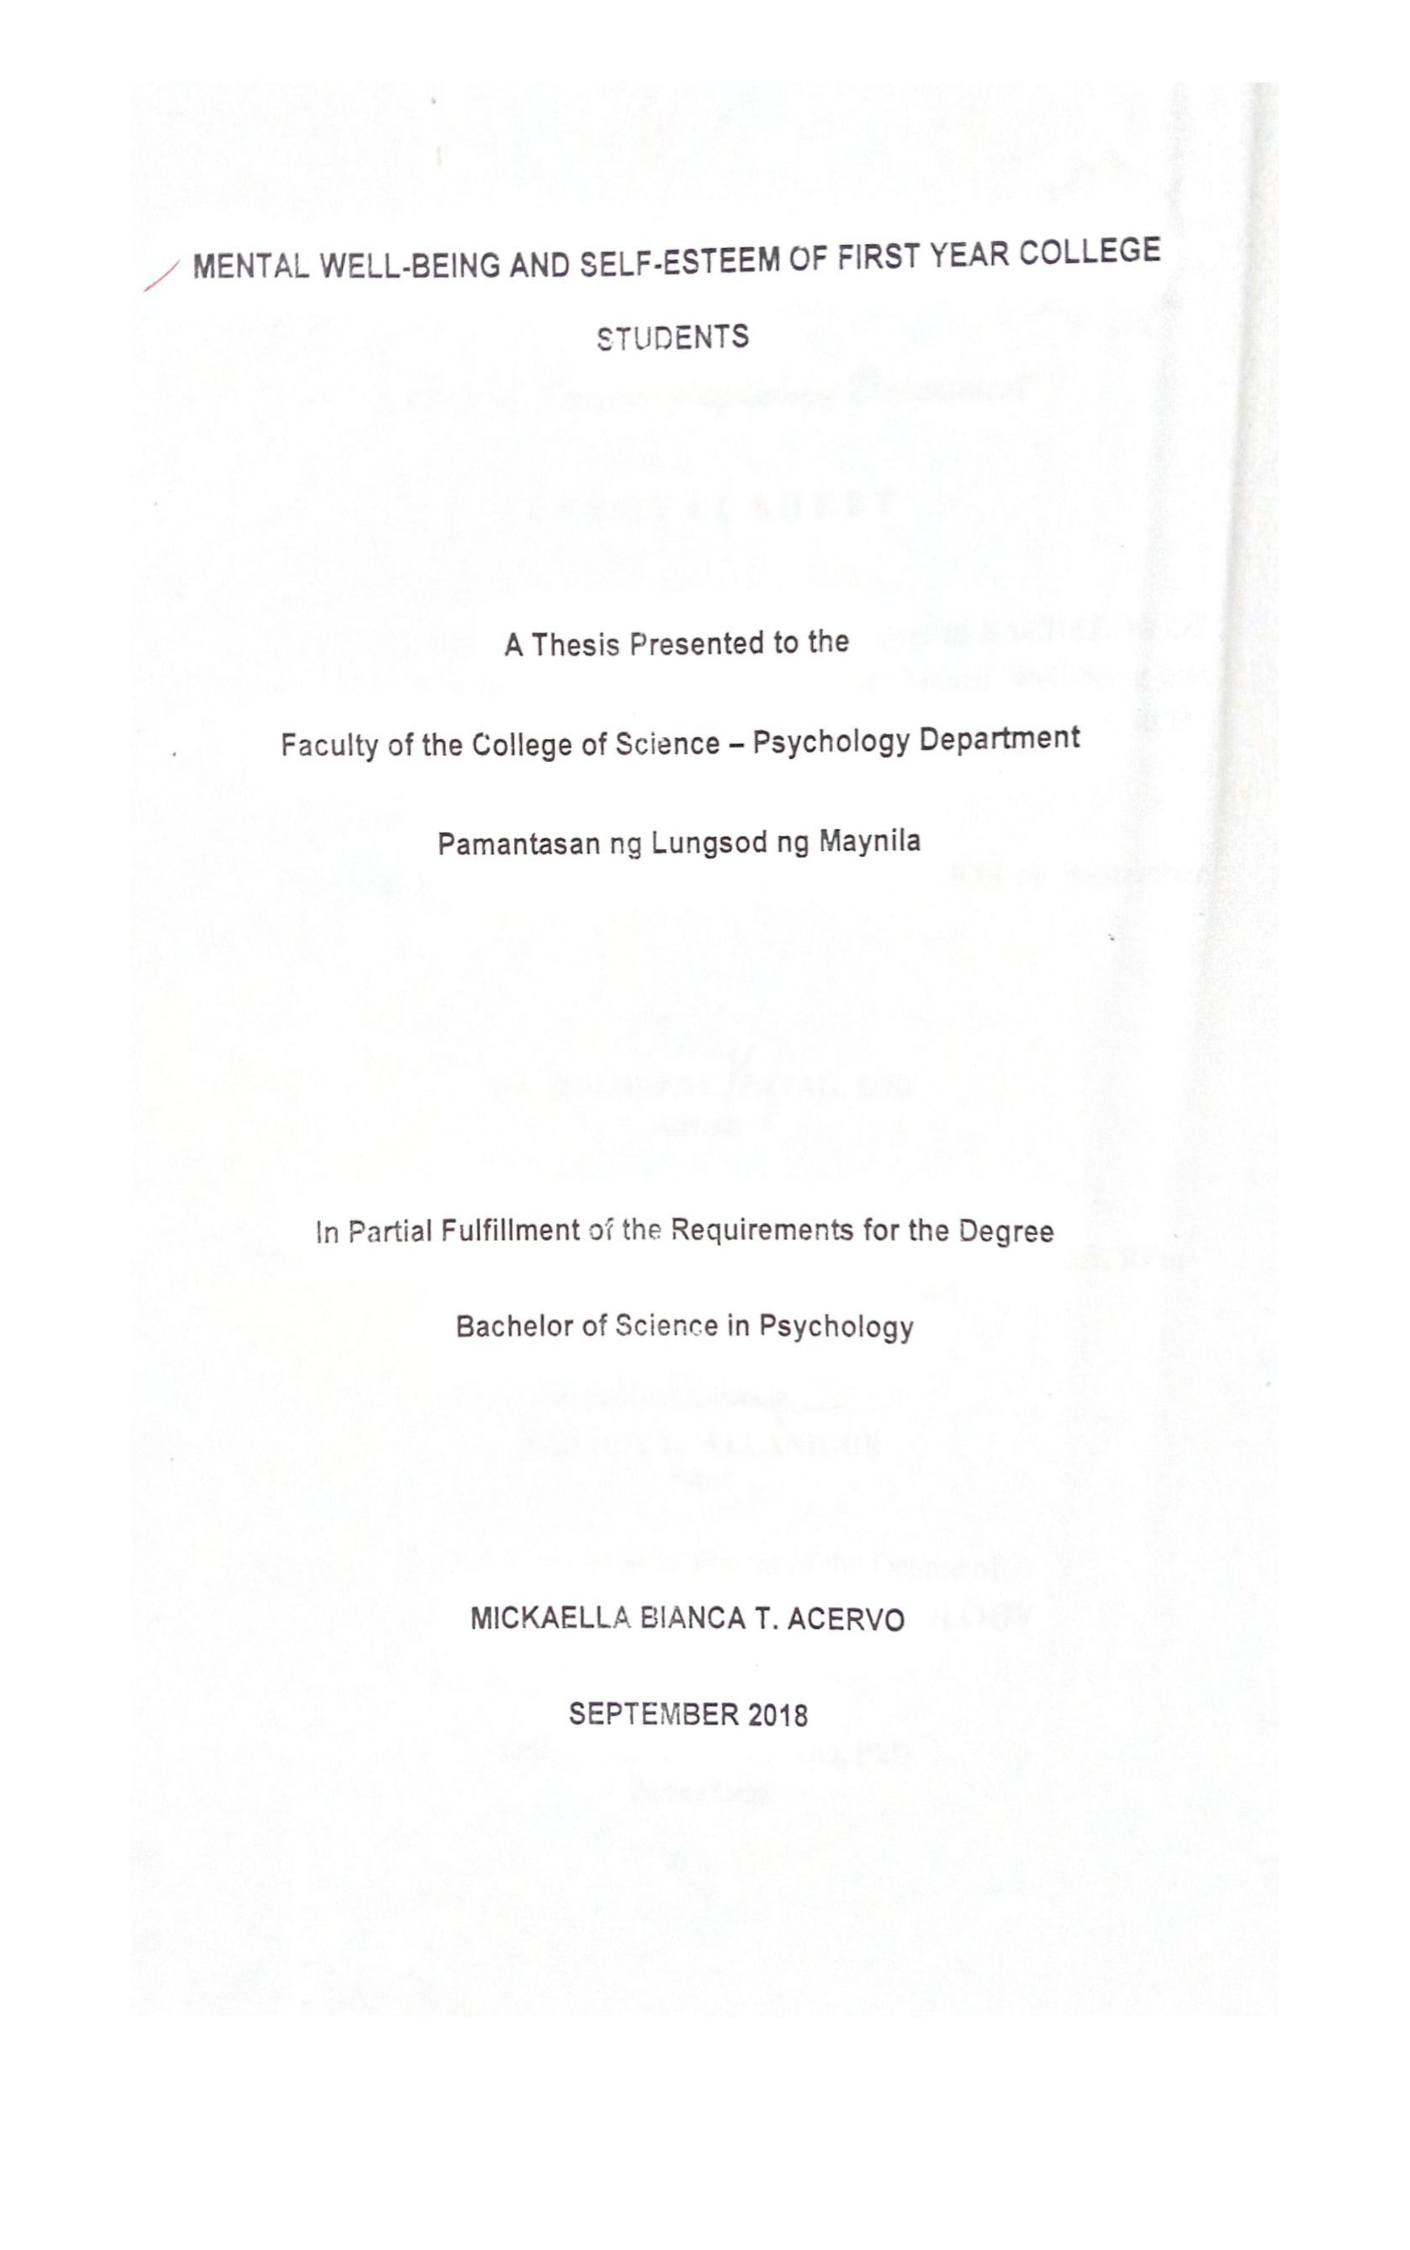 MENTAL WELL-BEING AND SELF-ESTEEM OF FIRST YEAR COLLEGE
STUDENTS
A Thesis Presented to the
Faculty of the College of Science – Psychology Department
Pamantasan ng Lungsod ng Maynila
In Partial Fulfillment of the Requirements for the Degree
Bachelor of Science in Psychology
MICKAELLA BIANCA T. ACERVO
SEPTEMBER 2018